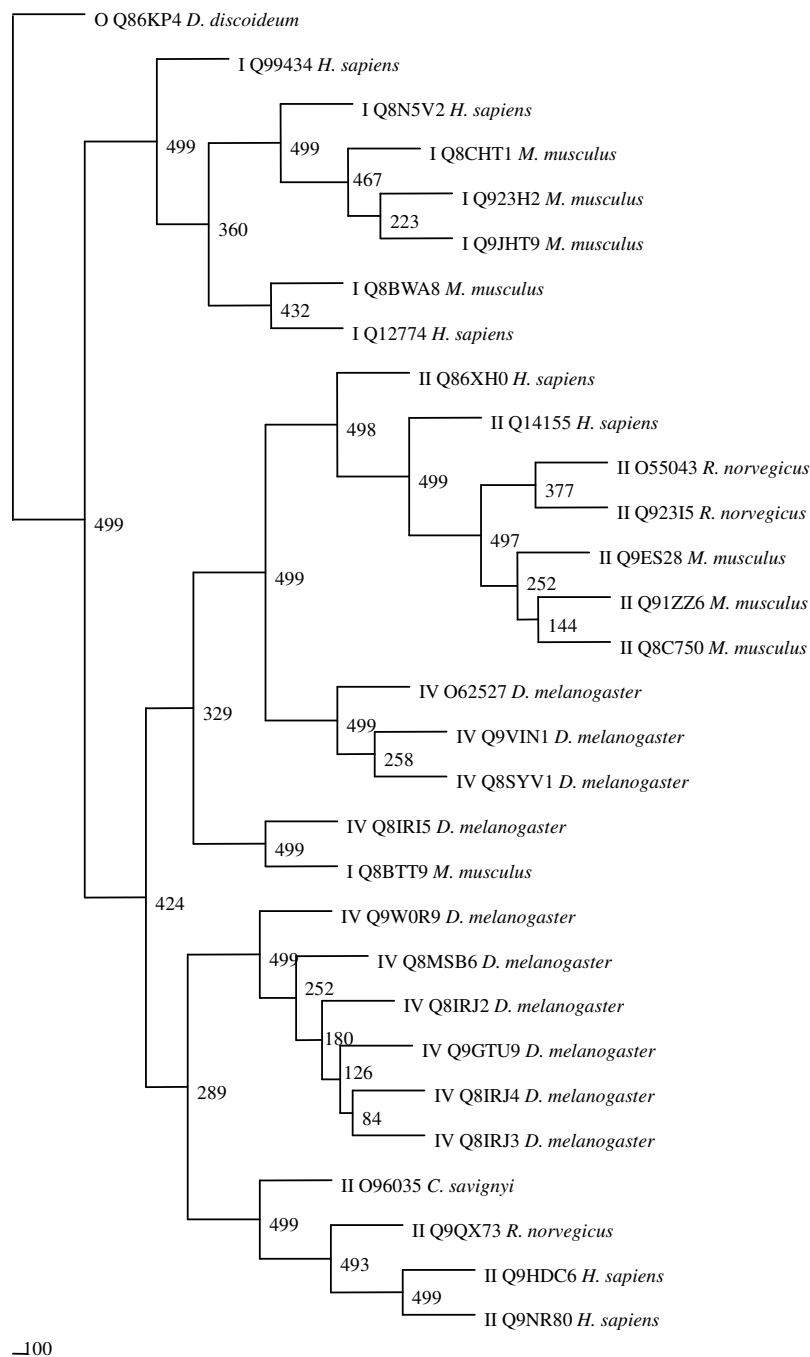 O Q86KP4 D. discoideum
I Q99434 H. sapiens
I Q8N5V2 H. sapiens
499
499
I Q8CHT1 M. musculus
467
I Q923H2 M. musculus
223
360
I Q9JHT9 M. musculus
I Q8BWA8 M. musculus
432
I Q12774 H. sapiens
II Q86XH0 H. sapiens
498
II Q14155 H. sapiens
499
II O55043 R. norvegicus
377
II Q923I5 R. norvegicus
499
497
II Q9ES28 M. musculus
499
252
II Q91ZZ6 M. musculus
144
II Q8C750 M. musculus
IV O62527 D. melanogaster
329
499
IV Q9VIN1 D. melanogaster
258
IV Q8SYV1 D. melanogaster
IV Q8IRI5 D. melanogaster
499
I Q8BTT9 M. musculus
424
IV Q9W0R9 D. melanogaster
499
IV Q8MSB6 D. melanogaster
252
IV Q8IRJ2 D. melanogaster
180
IV Q9GTU9 D. melanogaster
126
289
IV Q8IRJ4 D. melanogaster
84
IV Q8IRJ3 D. melanogaster
II O96035 C. savignyi
499
II Q9QX73 R. norvegicus
493
II Q9HDC6 H. sapiens
499
II Q9NR80 H. sapiens
100